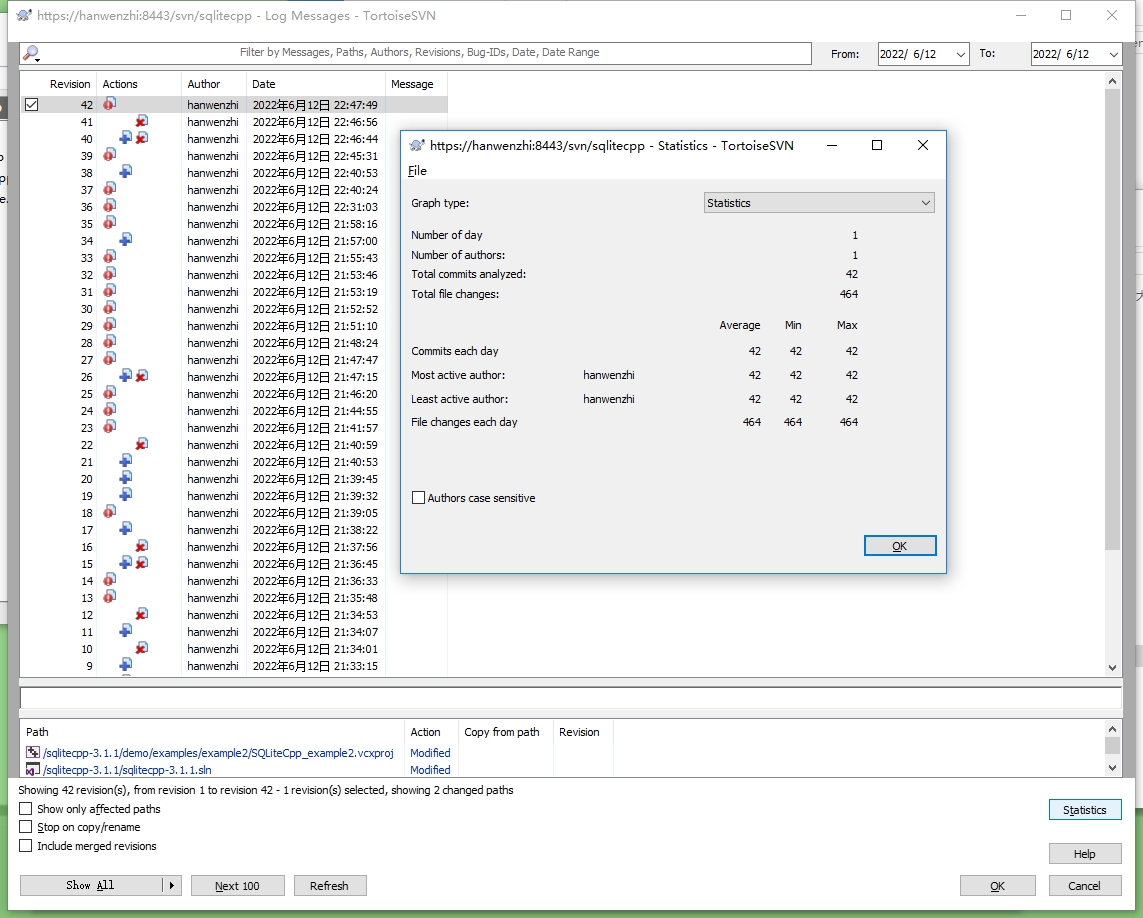 https://hanwenzhi:8443/svn/sqlitecpp - Log Messages - TortoiseSVN
Filter by Messages, Paths, Authors, Revisions, Bug-IDs, Date, Date Range From: 2022/ 6/12 To: 2022/ 6/12
Revision Actions Author Date Message
42 hanwenzhi 2022年6月12日 22:47:49
41 hanwenzhi 2022年6月12日 22:46:56
40 hanwenzhi 2022年6月12日 22:46:44
39 hanwenzhi 2022年6月12日 22:45:31
38 hanwenzhi 2022年6月12日 22:40:53
37 hanwenzhi 2022年6月12日 22:40:24
36 hanwenzhi 2022年6月12日 22:31:03
35 hanwenzhi 2022年6月12日 21:58:16
34 hanwenzhi 2022年6月12日 21:57:00
33 hanwenzhi 2022年6月12日 21:55:43
32 hanwenzhi 2022年6月12日 21:53:46
31 hanwenzhi 2022年6月12日 21:53:19
30 hanwenzhi 2022年6月12日 21:52:52
29 hanwenzhi 2022年6月12日 21:51:10
28 hanwenzhi 2022年6月12日 21:48:24
27 hanwenzhi 2022年6月12日 21:47:47
26 hanwenzhi 2022年6月12日 21:47:15
25 hanwenzhi 2022年6月12日 21:46:20
24 hanwenzhi 2022年6月12日 21:44:55
23 hanwenzhi 2022年6月12日 21:41:57
22 hanwenzhi 2022年6月12日 21:40:59
21 hanwenzhi 2022年6月12日 21:40:53
20 hanwenzhi 2022年6月12日 21:39:45
19 hanwenzhi 2022年6月12日 21:39:32
18 hanwenzhi 2022年6月12日 21:39:05
17 hanwenzhi 2022年6月12日 21:38:22
16 hanwenzhi 2022年6月12日 21:37:56
15 hanwenzhi 2022年6月12日 21:36:45
14 hanwenzhi 2022年6月12日 21:36:33
13 hanwenzhi 2022年6月12日 21:35:48
12 hanwenzhi 2022年6月12日 21:34:53
11 hanwenzhi 2022年6月12日 21:34:07
10 hanwenzhi 2022年6月12日 21:34:01
9 hanwenzhi 2022年6月12日 21:33:15
https://hanwenzhi:8443/svn/sqlitecpp - Statistics - TortoiseSVN
File
Graph type: Statistics
Number of day 1
Number of authors: 1
Total commits analyzed: 42
Total file changes: 464
Average Min Max
Commits each day 42 42 42
Most active author: hanwenzhi 42 42 42
Least active author: hanwenzhi 42 42 42
File changes each day 464 464 464
Authors case sensitive
OK
Path Action Copy from path Revision
/sqlitecpp-3.1.1/demo/examples/example2/SQLiteCpp_example2.vcxproj Modified
/sqlitecpp-3.1.1/sqlitecpp-3.1.1.sln Modified
Showing 42 revision(s), from revision 1 to revision 42 - 1 revision(s) selected, showing 2 changed paths
Show only affected paths
Statistics
Stop on copy/rename
Include merged revisions
Help
Show All Next 100 Refresh OK Cancel